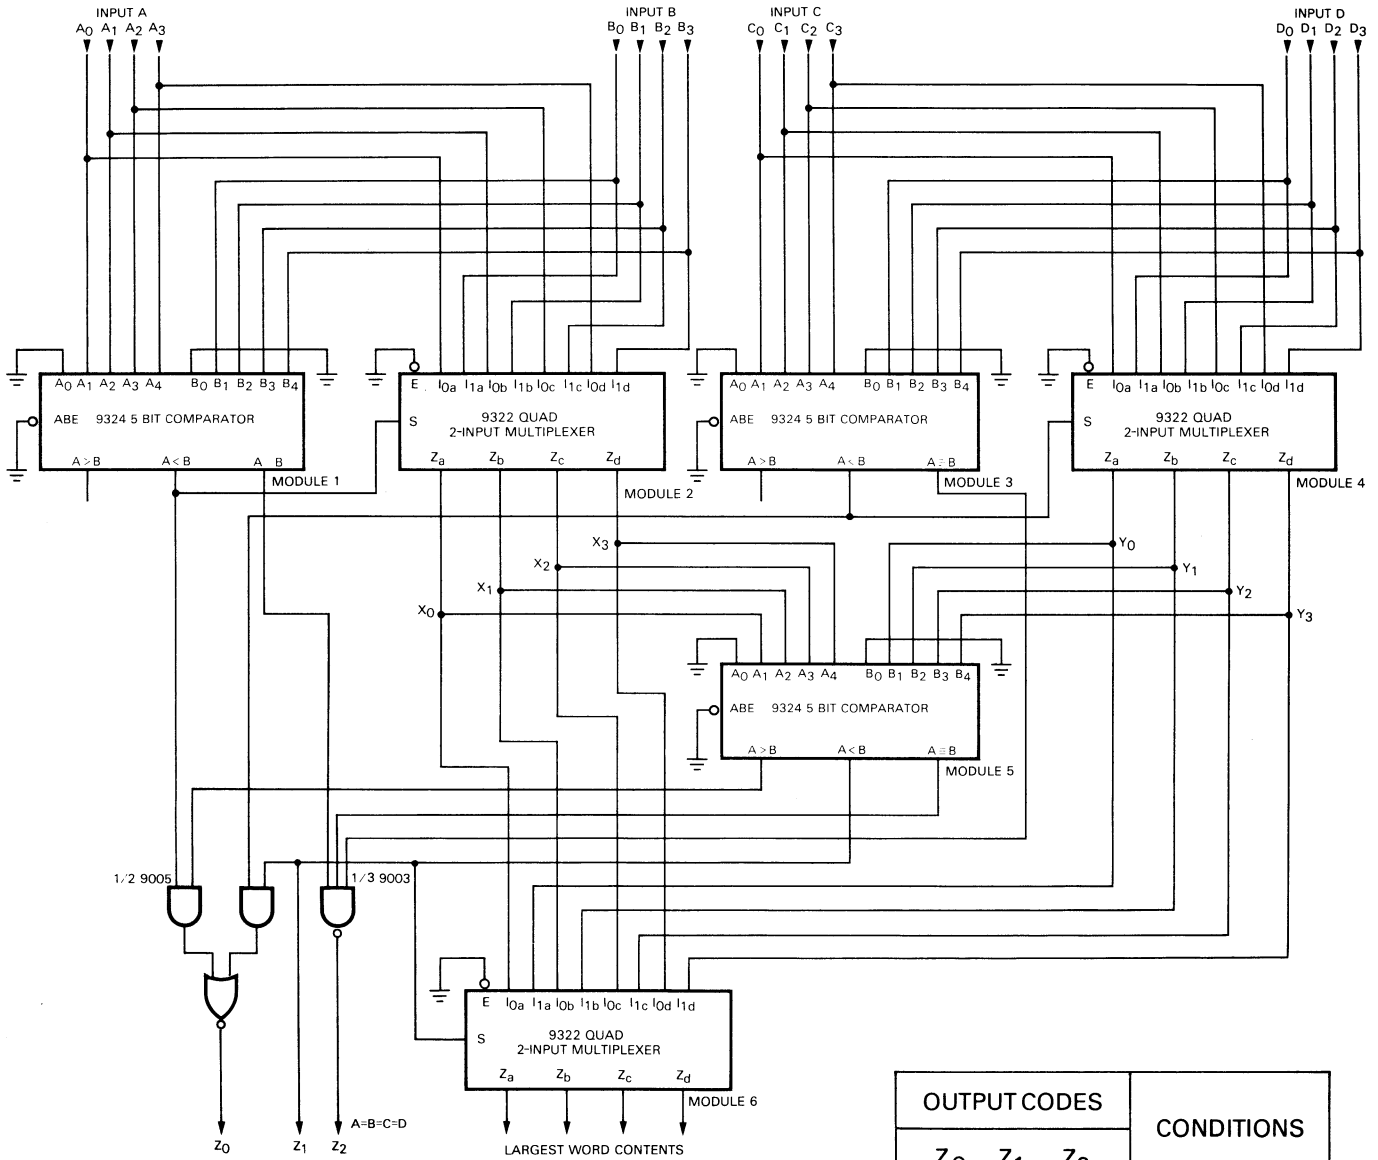 INPUT A INPUT B INPUT C INPUT D
A0 A1 A2 A3 B0 B1 B2 B3 C0 C1 C2 C3 D0 D1 D2 D3
A0 A1 A2 A3 A4 B0 B1 B2 B3 B4
ABE 9324 5 BIT COMPARATOR
A>B A<B A B
MODULE 1
E I0a I1a I0b I1b I0c I1c I0d I1d
S 9322 QUAD
2-INPUT MULTIPLEXER
Za Zb Zc Zd
MODULE 2
A0 A1 A2 A3 A4 B0 B1 B2 B3 B4
ABE 9324 5 BIT COMPARATOR
A>B A<B A=B
MODULE 3
E I0a I1a I0b I1b I0c I1c I0d I1d
S 9322 QUAD
2-INPUT MULTIPLEXER
Za Zb Zc Zd
MODULE 4
X3 Y0
X2 Y1
X1 Y2
X0 Y3
A0 A1 A2 A3 A4 B0 B1 B2 B3 B4
ABE 9324 5 BIT COMPARATOR
A>B A<B A=B
MODULE 5
1/2 9005 1/3 9003
E I0a I1a I0b I1b I0c I1c I0d I1d
S 9322 QUAD
2-INPUT MULTIPLEXER
Za Zb Zc Zd
MODULE 6
A=B=C=D
Z0 Z1 Z2
LARGEST WORD CONTENTS
OUTPUT CODES
CONDITIONS